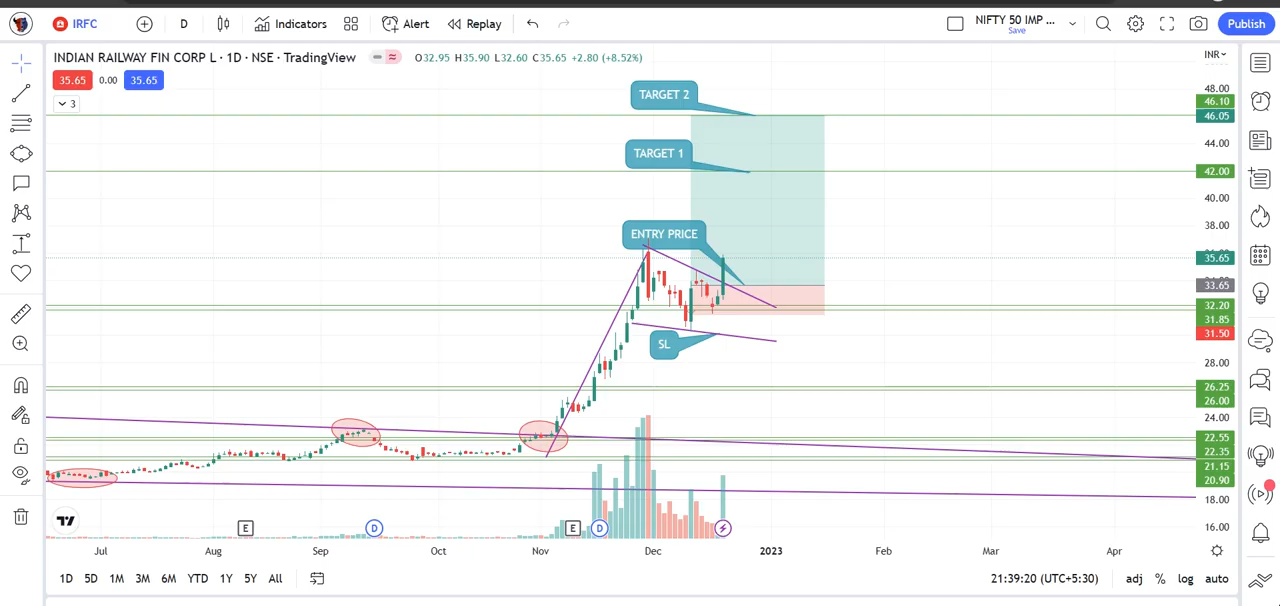 IRFC
D
Indicators
Alert
Replay
NIFTY 50 IMP ...
Save
Publish
INDIAN RAILWAY FIN CORP L · 1D · NSE · TradingView
O32.95 H35.90 L32.60 C35.65 +2.80 (+8.52%)
INR
35.65 0.00 35.65
3
TARGET 2
TARGET 1
ENTRY PRICE
SL
48.00
46.10
46.05
44.00
42.00
40.00
38.00
35.65
33.65
32.20
31.85
31.50
28.00
26.25
26.00
24.00
22.55
22.35
21.15
20.90
18.00
16.00
E D E D
Jul Aug Sep Oct Nov Dec 2023 Feb Mar Apr
1D 5D 1M 3M 6M YTD 1Y 5Y All
21:39:20 (UTC+5:30) adj % log auto